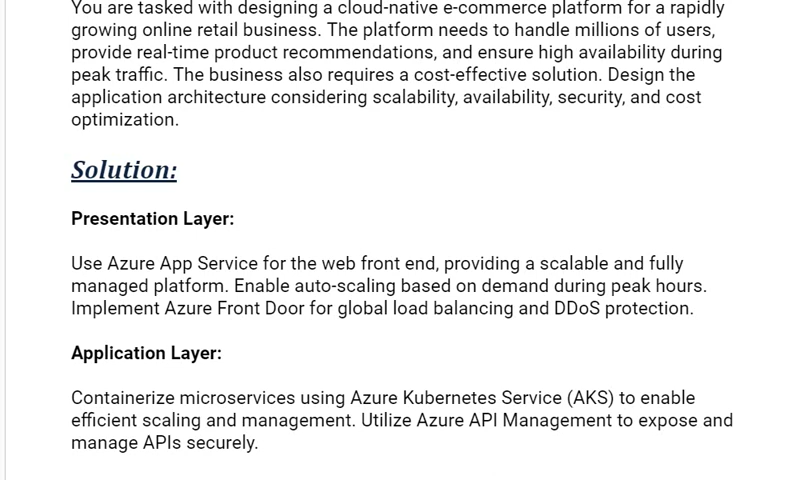 You are tasked with designing a cloud-native e-commerce platform for a rapidly
growing online retail business. The platform needs to handle millions of users,
provide real-time product recommendations, and ensure high availability during
peak traffic. The business also requires a cost-effective solution. Design the
application architecture considering scalability, availability, security, and cost
optimization.
Solution:
Presentation Layer:
Use Azure App Service for the web front end, providing a scalable and fully
managed platform. Enable auto-scaling based on demand during peak hours.
Implement Azure Front Door for global load balancing and DDoS protection.
Application Layer:
Containerize microservices using Azure Kubernetes Service (AKS) to enable
efficient scaling and management. Utilize Azure API Management to expose and
manage APIs securely.